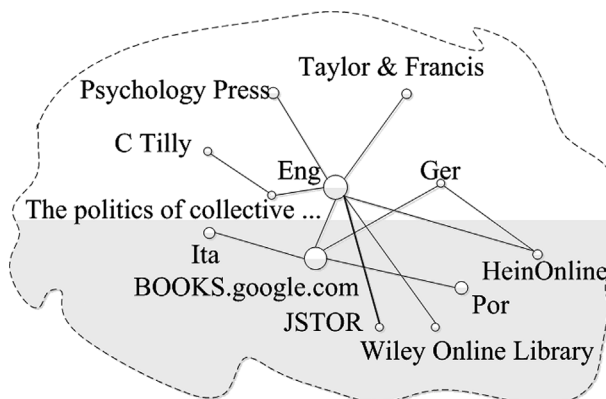 Taylor & Francis
Psychology Press
C Tilly
Eng
Ger
The politics of collective ...
Ita
HeinOnline
BOOKS.google.com
Por
JSTOR
Wiley Online Library